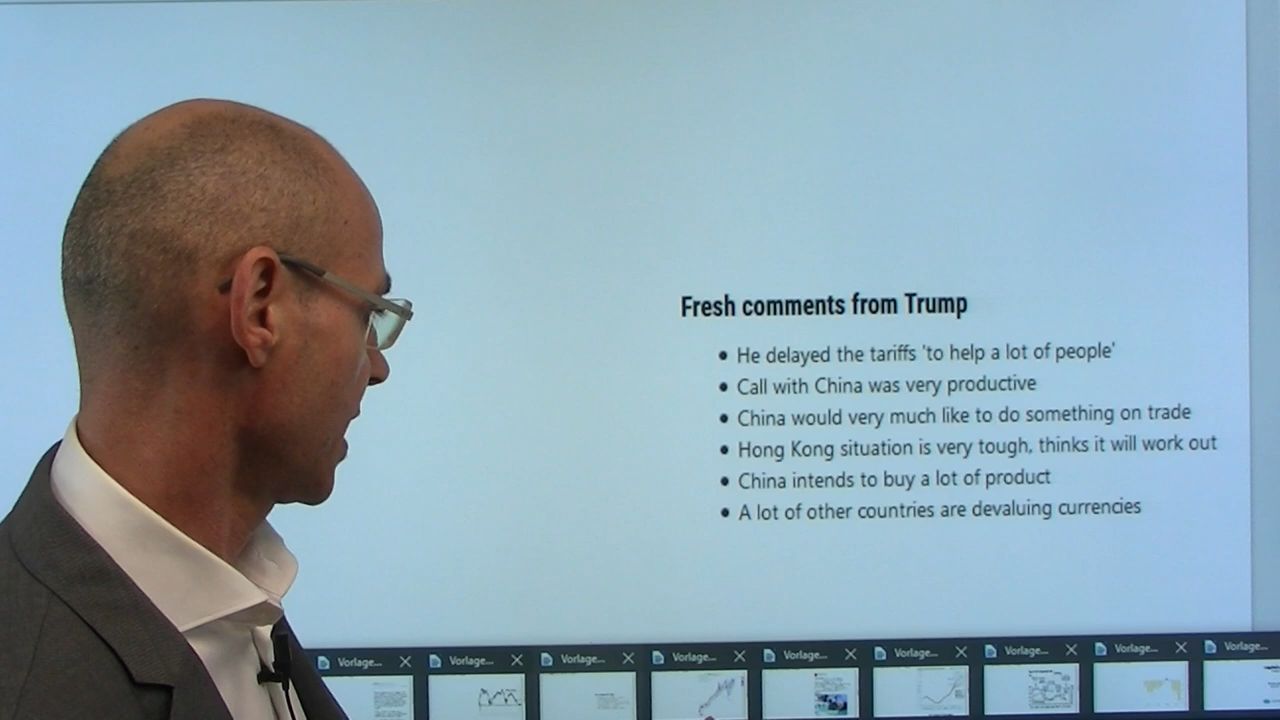 Fresh comments from Trump
• He delayed the tariffs 'to help a lot of people'
• Call with China was very productive
• China would very much like to do something on trade
• Hong Kong situation is very tough, thinks it will work out
• China intends to buy a lot of product
• A lot of other countries are devaluing currencies
Vorlage... Vorlage... Vorlage... Vorlage... Vorlage... Vorlage... Vorlage... Vorlage... Vorlage...